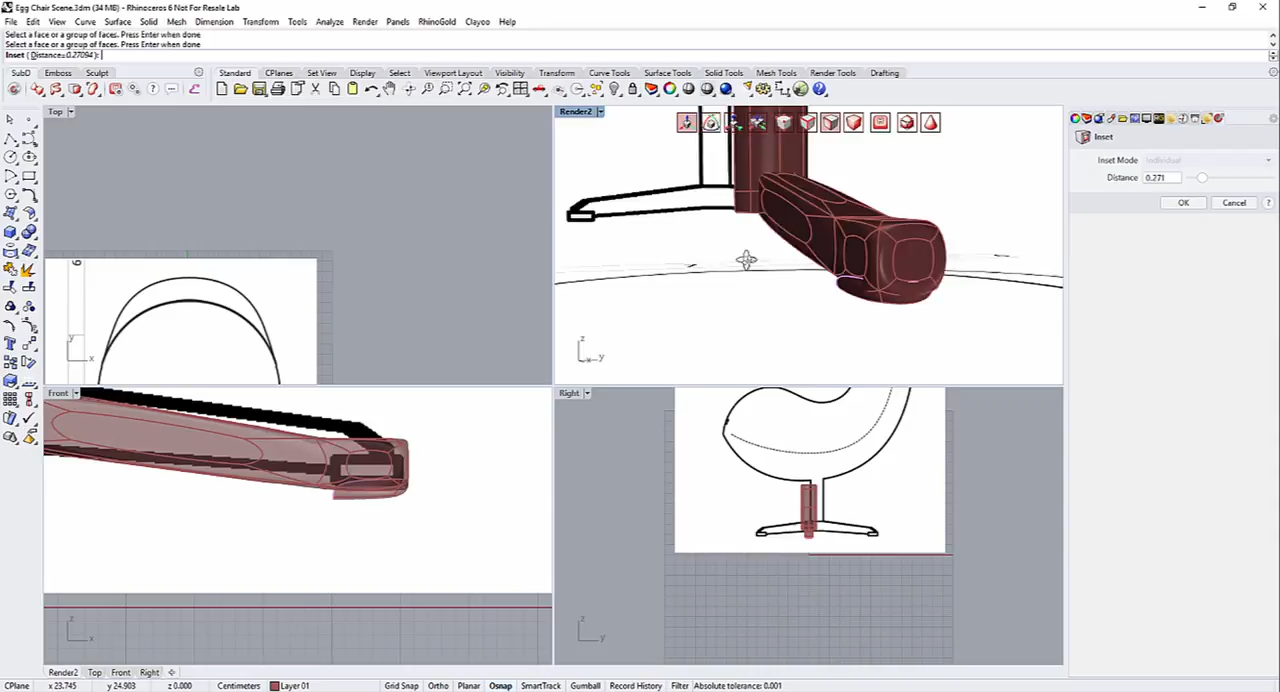 Egg Chair Scene.3dm (34 MB) - Rhinoceros 6 Not For Resale Lab
File Edit View Curve Surface Solid Mesh Dimension Transform Tools Analyze Render Panels RhinoGold Clayoo Help
Select a face or a group of faces. Press Enter when done
Select a face or a group of faces. Press Enter when done
Inset ( Distance=0.27094 ):
SubD Emboss Sculpt Standard CPlanes Set View Display Select Viewport Layout Visibility Transform Curve Tools Surface Tools Solid Tools Mesh Tools Render Tools Drafting
Top
Render2
Inset
Inset Mode Individual
Distance 0.271
OK Cancel ?
6
y
x
z
y
Front
Right
z
x
z
y
Render2 Top Front Right
CPlane x 23.745 y 24.903 z 0.000 Centimeters Layer 01 Grid Snap Ortho Planar Osnap SmartTrack Gumball Record History Filter Absolute tolerance: 0.001